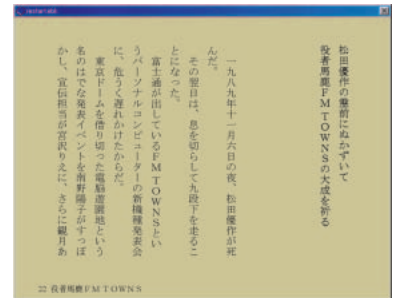 松田優作の霊前にぬかずいて
役者馬鹿FM TOWNSの大成を祈る
一九八九年十一月六日の夜、松田優作が死
んだ。
その翌日は、息を切らして九段下を走るこ
とになった。
富士通が出しているFM TOWNSとい
うパーソナルコンピューターの新機種発表会
に、危うく遅れかけたからだ。
東京ドームを借り切った電脳遊園地という
名のはでな発表イベントを南野陽子がすっぽ
かし、宣伝担当が宮沢りえに、さらに観月あ
22 役者馬鹿FM TOWNS